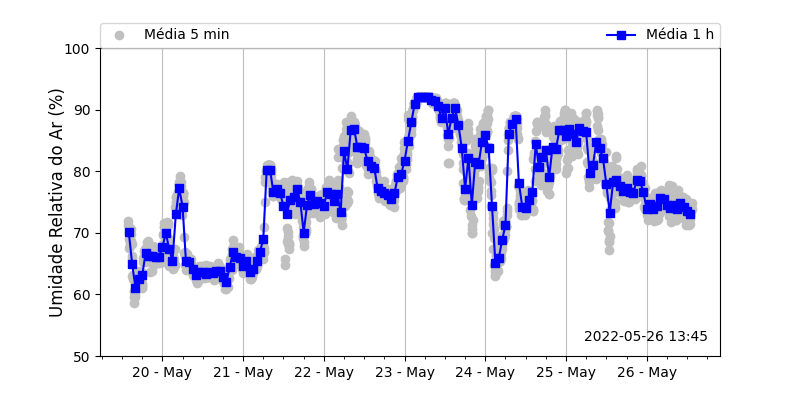 Média 5 min
Média 1 h
Umidade Relativa do Ar (%)
100
90
80
70
60
50
2022-05-26 13:45
20 - May
21 - May
22 - May
23 - May
24 - May
25 - May
26 - May